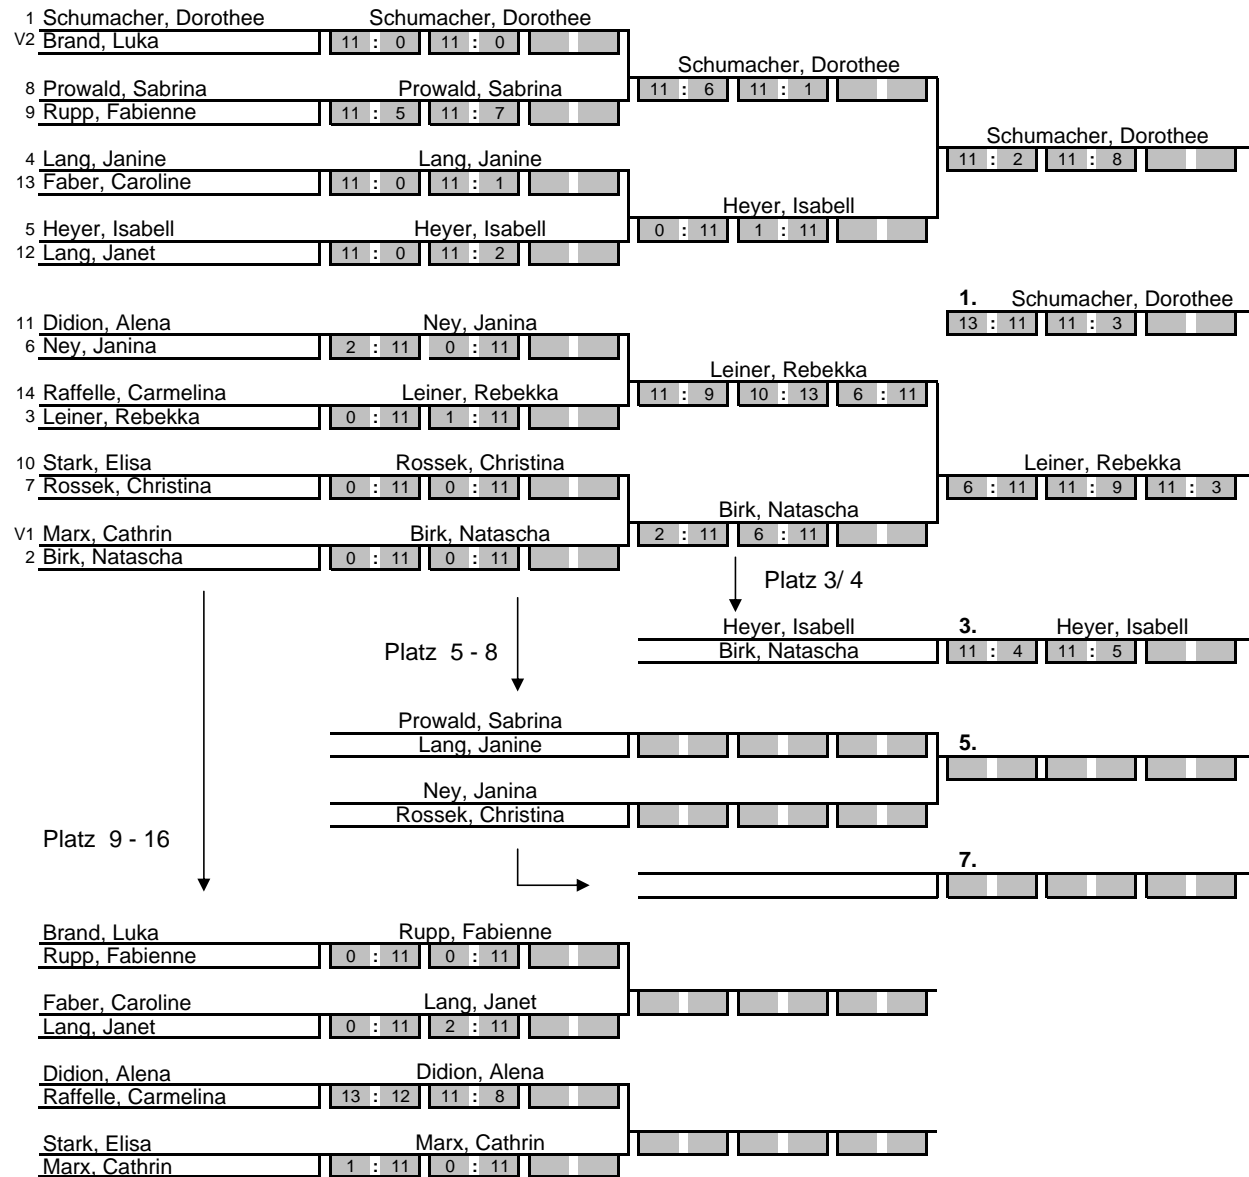 1 Schumacher, Dorothee Schumacher, Dorothee
V2 Brand, Luka 11 : 0 11 : 0
Schumacher, Dorothee
8 Prowald, Sabrina Prowald, Sabrina 11 : 6 11 : 1
9 Rupp, Fabienne 11 : 5 11 : 7
Schumacher, Dorothee
4 Lang, Janine Lang, Janine 11 : 2 11 : 8
13 Faber, Caroline 11 : 0 11 : 1
Heyer, Isabell
5 Heyer, Isabell Heyer, Isabell 0 : 11 1 : 11
12 Lang, Janet 11 : 0 11 : 2
1. Schumacher, Dorothee
11 Didion, Alena Ney, Janina 13 : 11 11 : 3
6 Ney, Janina 2 : 11 0 : 11
Leiner, Rebekka
14 Raffelle, Carmelina Leiner, Rebekka 11 : 9 10 : 13 6 : 11
3 Leiner, Rebekka 0 : 11 1 : 11
10 Stark, Elisa Rossek, Christina Leiner, Rebekka
7 Rossek, Christina 0 : 11 0 : 11 6 : 11 11 : 9 11 : 3
Birk, Natascha
V1 Marx, Cathrin Birk, Natascha 2 : 11 6 : 11
2 Birk, Natascha 0 : 11 0 : 11
Platz 3/ 4
Heyer, Isabell 3. Heyer, Isabell
Platz 5 - 8 Birk, Natascha 11 : 4 11 : 5
Prowald, Sabrina
Lang, Janine 5.
Ney, Janina
Rossek, Christina
Platz 9 - 16
7.
Brand, Luka Rupp, Fabienne
Rupp, Fabienne 0 : 11 0 : 11
Faber, Caroline Lang, Janet
Lang, Janet 0 : 11 2 : 11
Didion, Alena Didion, Alena
Raffelle, Carmelina 13 : 12 11 : 8
Stark, Elisa Marx, Cathrin
Marx, Cathrin 1 : 11 0 : 11